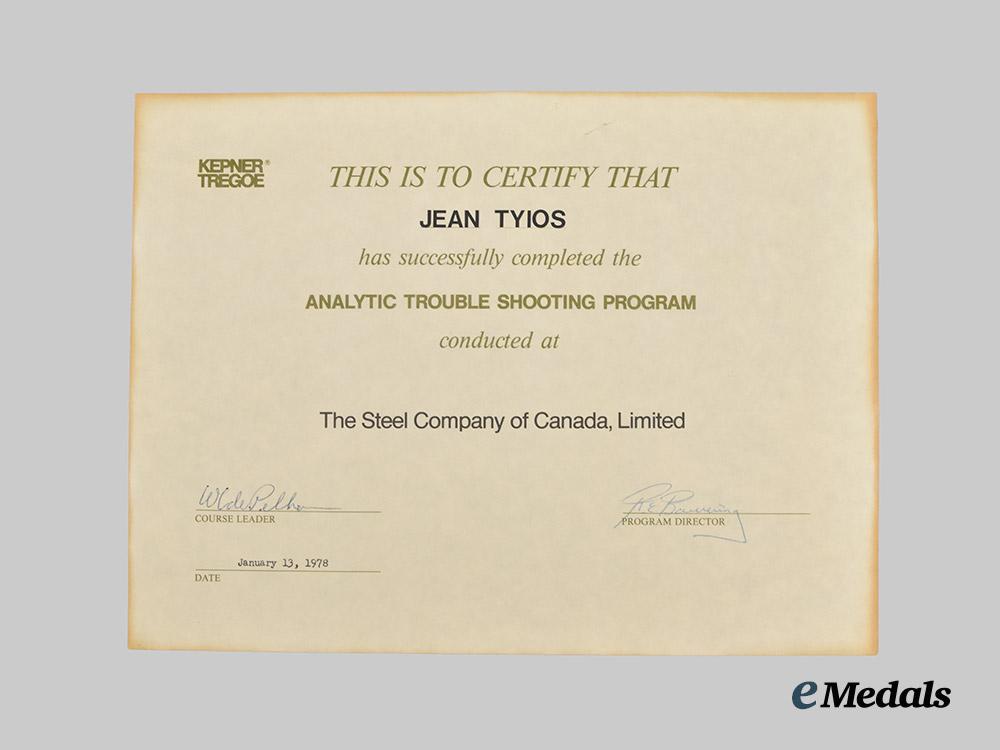 KEPNER®
TREGOE
THIS IS TO CERTIFY THAT
JEAN TYIOS
has successfully completed the
ANALYTIC TROUBLE SHOOTING PROGRAM
conducted at
The Steel Company of Canada, Limited
COURSE LEADER
PROGRAM DIRECTOR
January 13, 1978
DATE
eMedals